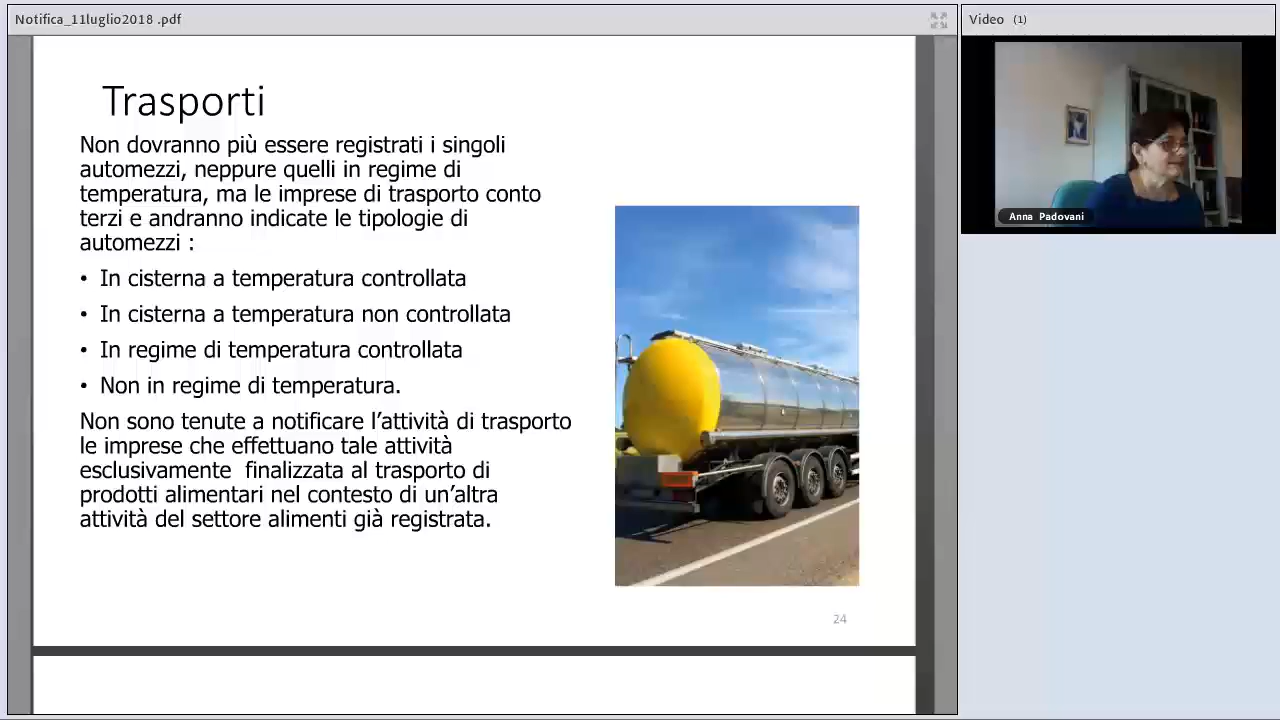 Notifica_11luglio2018 .pdf
Video (1)
Anna Padovani
Trasporti
Non dovranno più essere registrati i singoli
automezzi, neppure quelli in regime di
temperatura, ma le imprese di trasporto conto
terzi e andranno indicate le tipologie di
automezzi :
• In cisterna a temperatura controllata
• In cisterna a temperatura non controllata
• In regime di temperatura controllata
• Non in regime di temperatura.
Non sono tenute a notificare l’attività di trasporto
le imprese che effettuano tale attività
esclusivamente  finalizzata al trasporto di
prodotti alimentari nel contesto di un’altra
attività del settore alimenti già registrata.
24